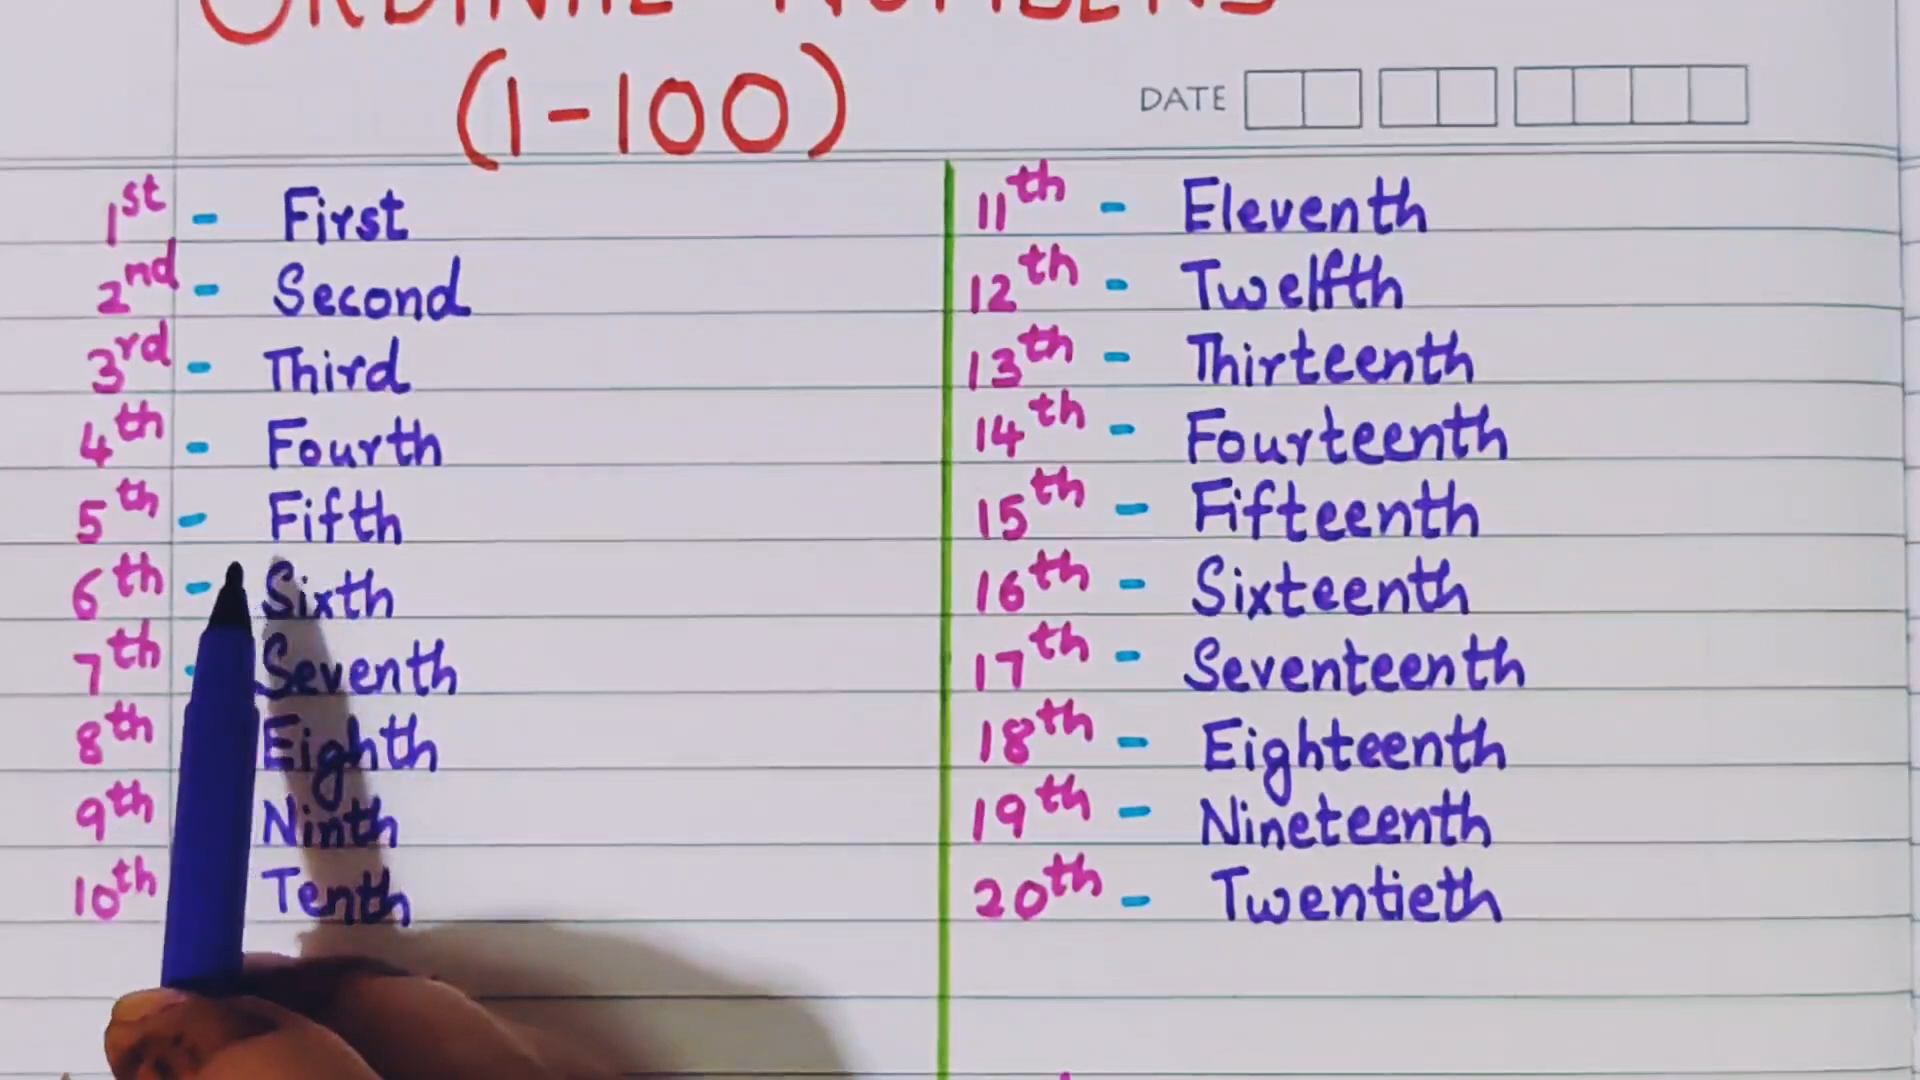 ORDINAL NUMBERS
(1-100)
DATE
1st - First
2nd - Second
3rd - Third
4th - Fourth
5th - Fifth
6th - Sixth
7th - Seventh
8th Eighth
9th Ninth
10th Tenth
11th - Eleventh
12th - Twelfth
13th - Thirteenth
14th - Fourteenth
15th - Fifteenth
16th - Sixteenth
17th - Seventeenth
18th - Eighteenth
19th - Nineteenth
20th - Twentieth